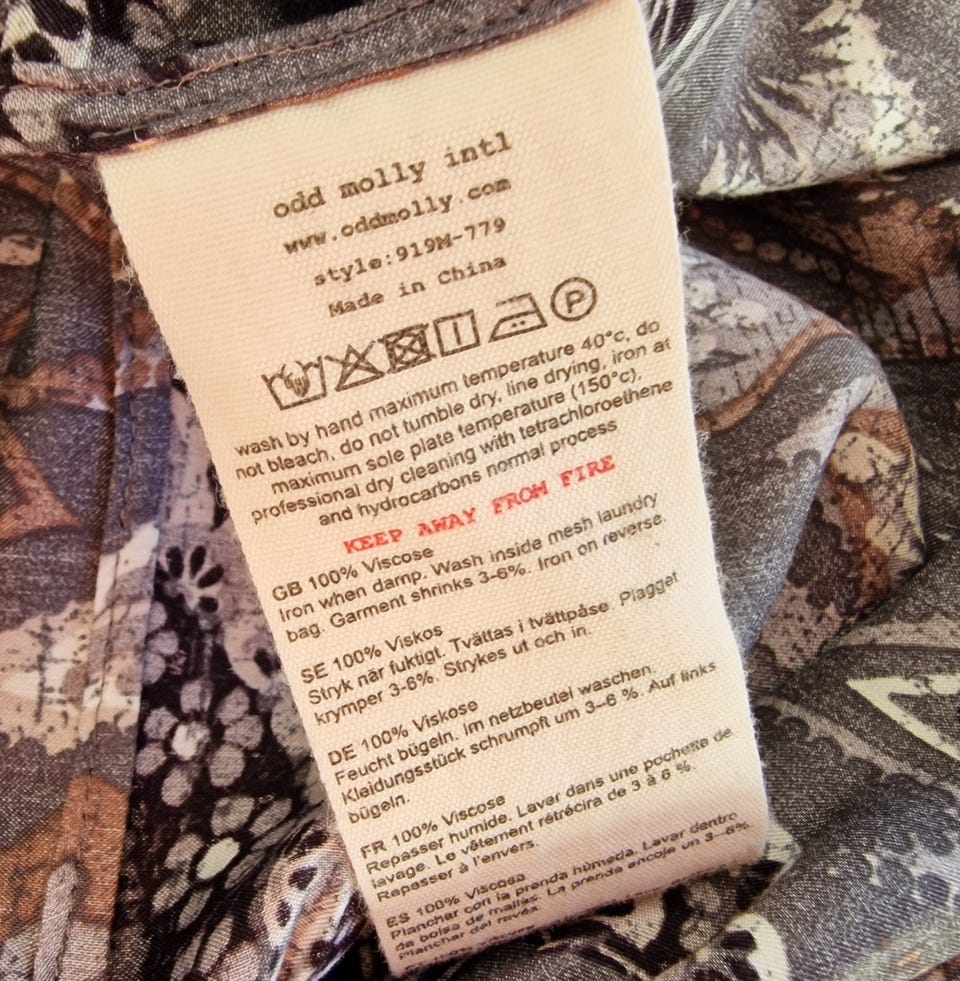 odd molly intl
www.oddmolly.com
style:919M-779
Made in China
P
wash by hand maximum temperature 40°c, do
not bleach, do not tumble dry, line drying, iron at
maximum sole plate temperature (150°c),
professional dry cleaning with tetrachloroethene
and hydrocarbons normal process
KEEP AWAY FROM FIRE
GB 100% Viscose
Iron when damp. Wash inside mesh laundry
bag. Garment shrinks 3-6%. Iron on reverse.
SE 100% Viskos
Stryk när fuktigt. Tvättas i tvättpåse. Plagget
krymper 3-6%. Strykes ut och in.
DE 100% Viskose
Feucht bügeln. Im netzbeutel waschen.
Kleidungsstück schrumpft um 3–6 %. Auf links
bügeln.
FR 100% Viscose
Repasser humide. Laver dans une pochette de
lavage. Le vêtement rétrécira de 3 à 6 %.
Repasser à l'envers.
ES 100% Viscosa
Planchar con la prenda húmeda. Lavar dentro
de bolsa de mallas. La prenda encoje un 3–6%.
Planchar del revés